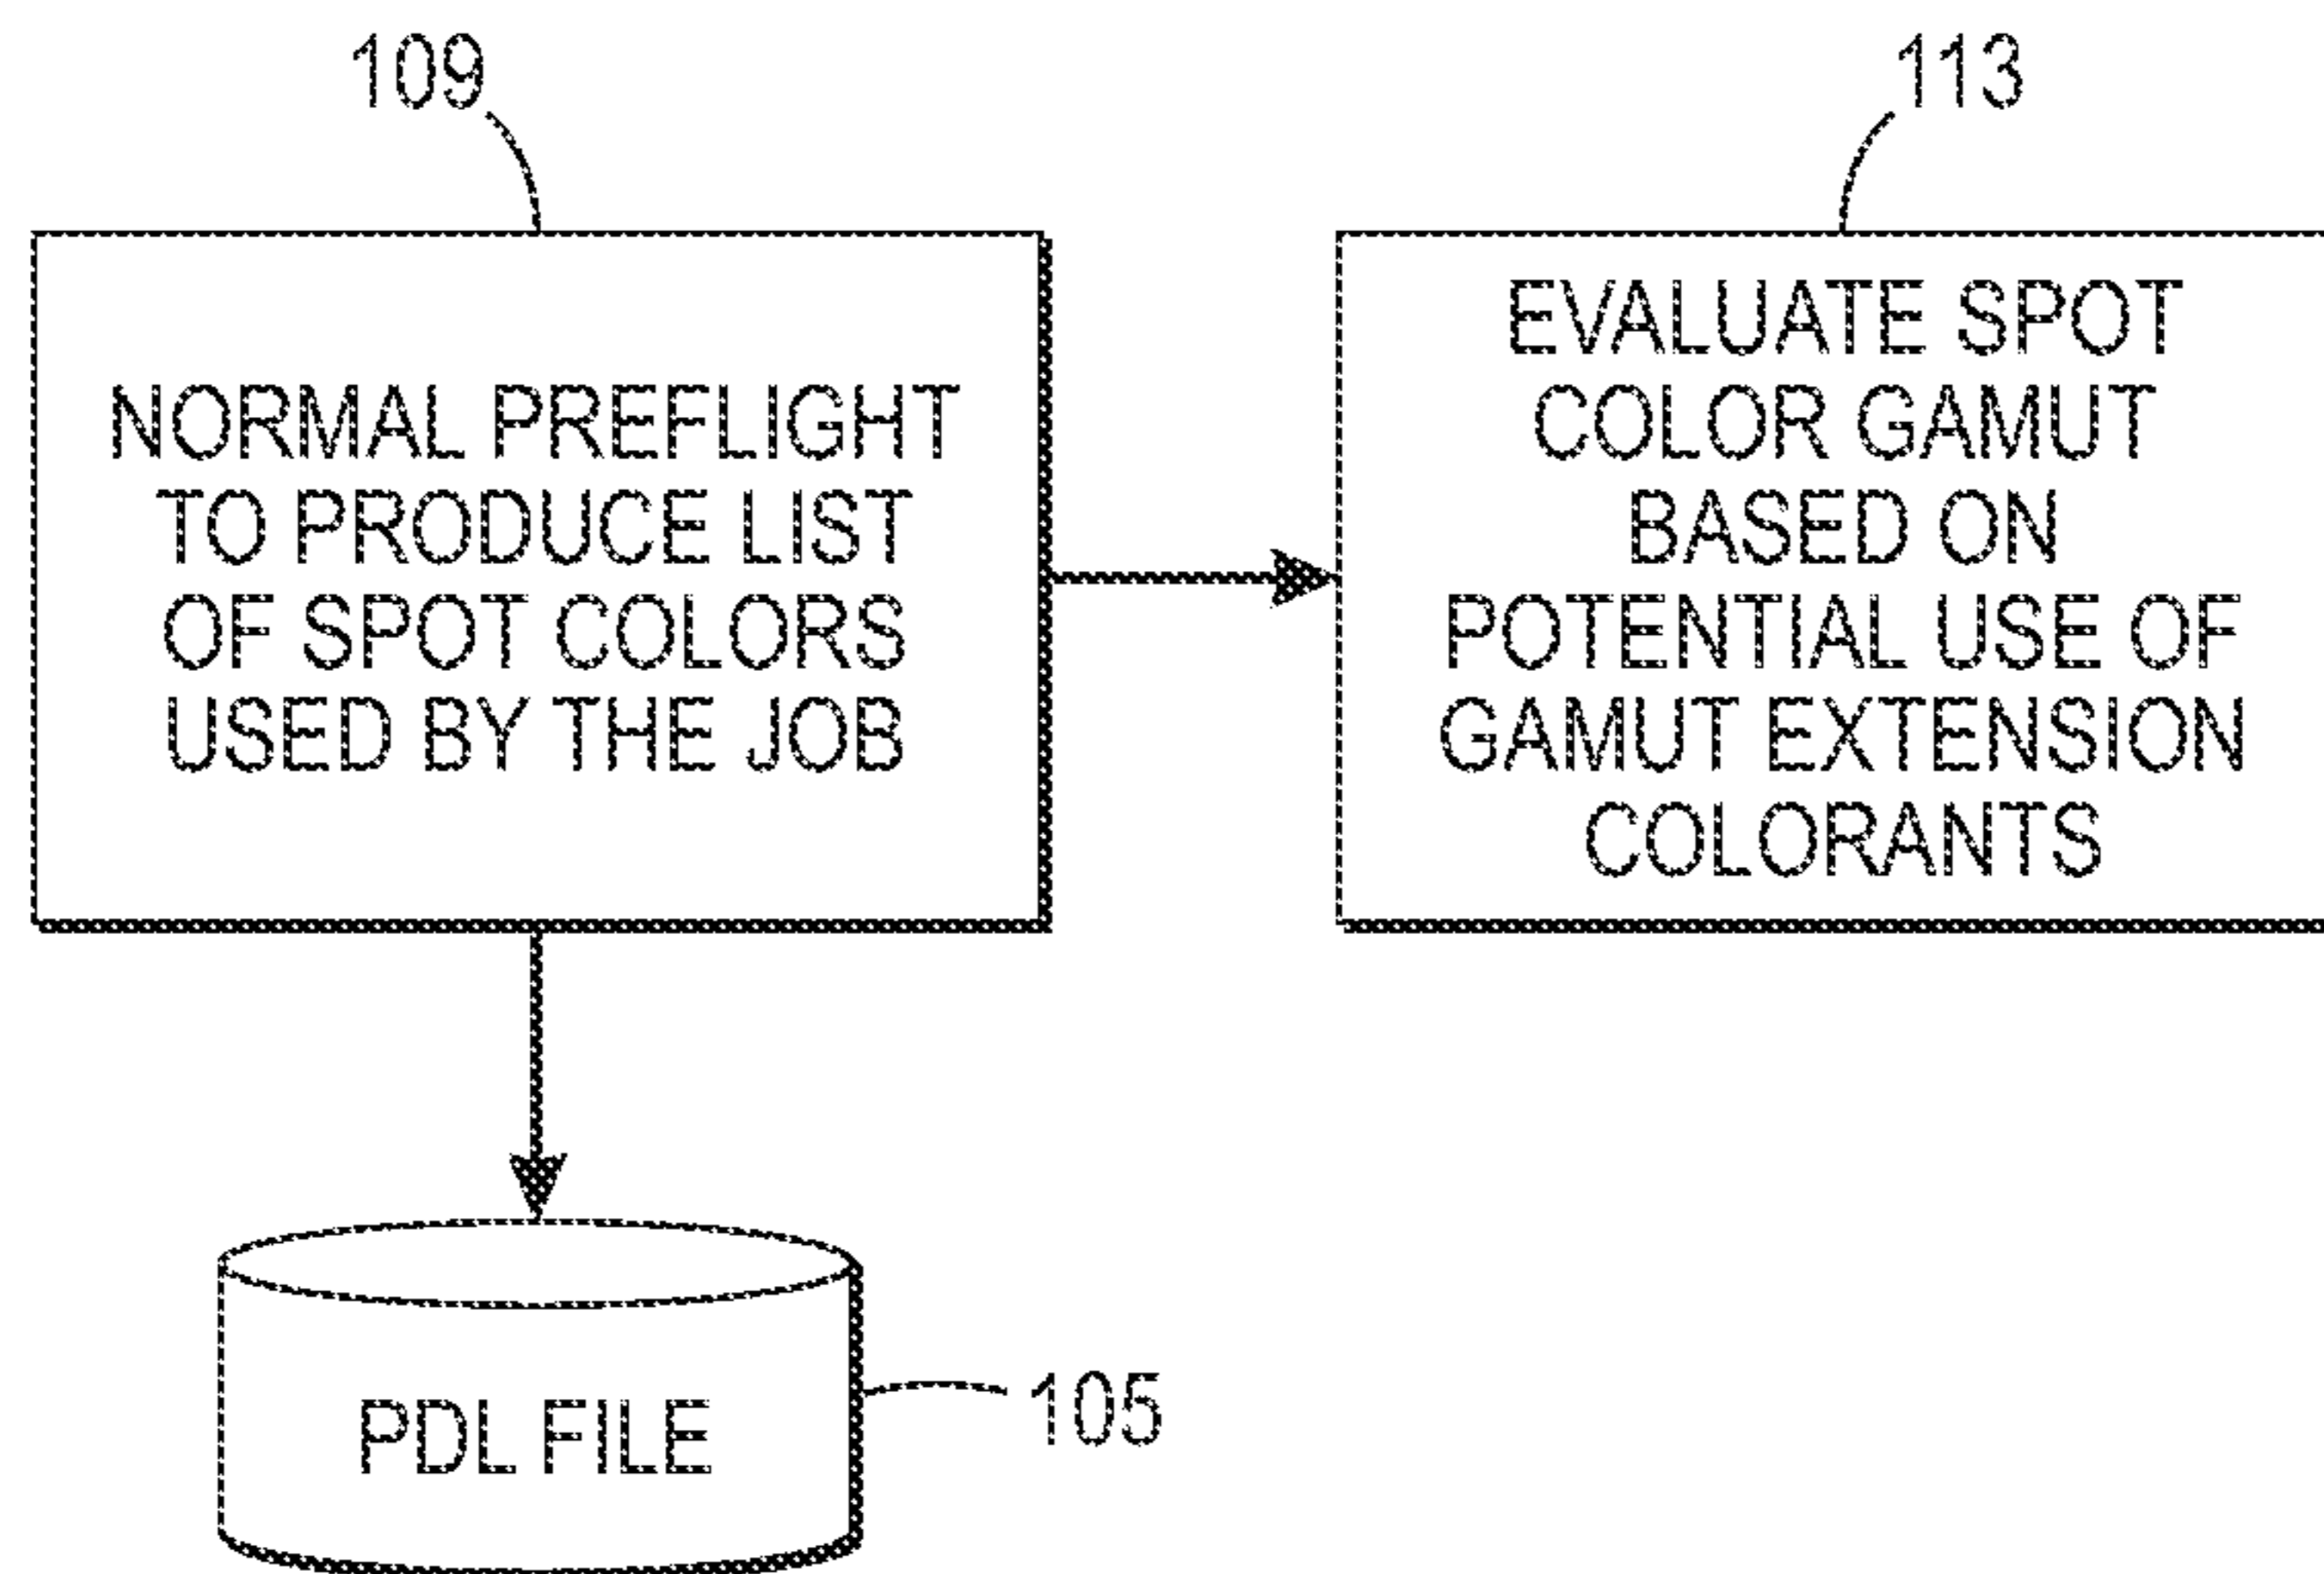 109
NORMAL PREFLIGHT
TO PRODUCE LIST
OF SPOT COLORS
USED BY THE JOB
113
EVALUATE SPOT
COLOR GAMUT
BASED ON
POTENTIAL USE OF
GAMUT EXTENSION
COLORANTS
PDL FILE
105